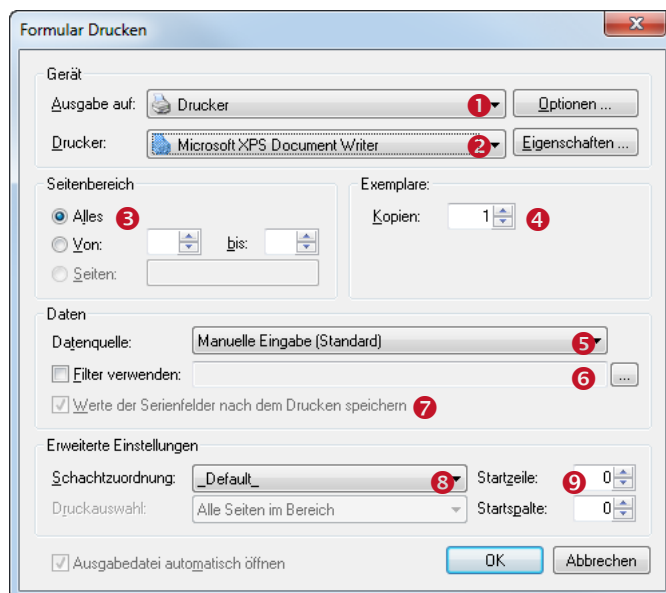 Formular Drucken
Gerät
Ausgabe auf: Drucker 1 Optionen ...
Drucker: Microsoft XPS Document Writer 2 Eigenschaften ...
Seitenbereich Exemplare:
Alles 3 Kopien: 1 4
Von: bis:
Seiten:
Daten
Datenquelle: Manuelle Eingabe (Standard) 5
Filter verwenden: 6 ...
Werte der Serienfelder nach dem Drucken speichern 7
Erweiterte Einstellungen
Schachtzuordnung: _Default_ 8 Startzeile: 9 0
Druckauswahl: Alle Seiten im Bereich Startspalte: 0
Ausgabedatei automatisch öffnen OK Abbrechen